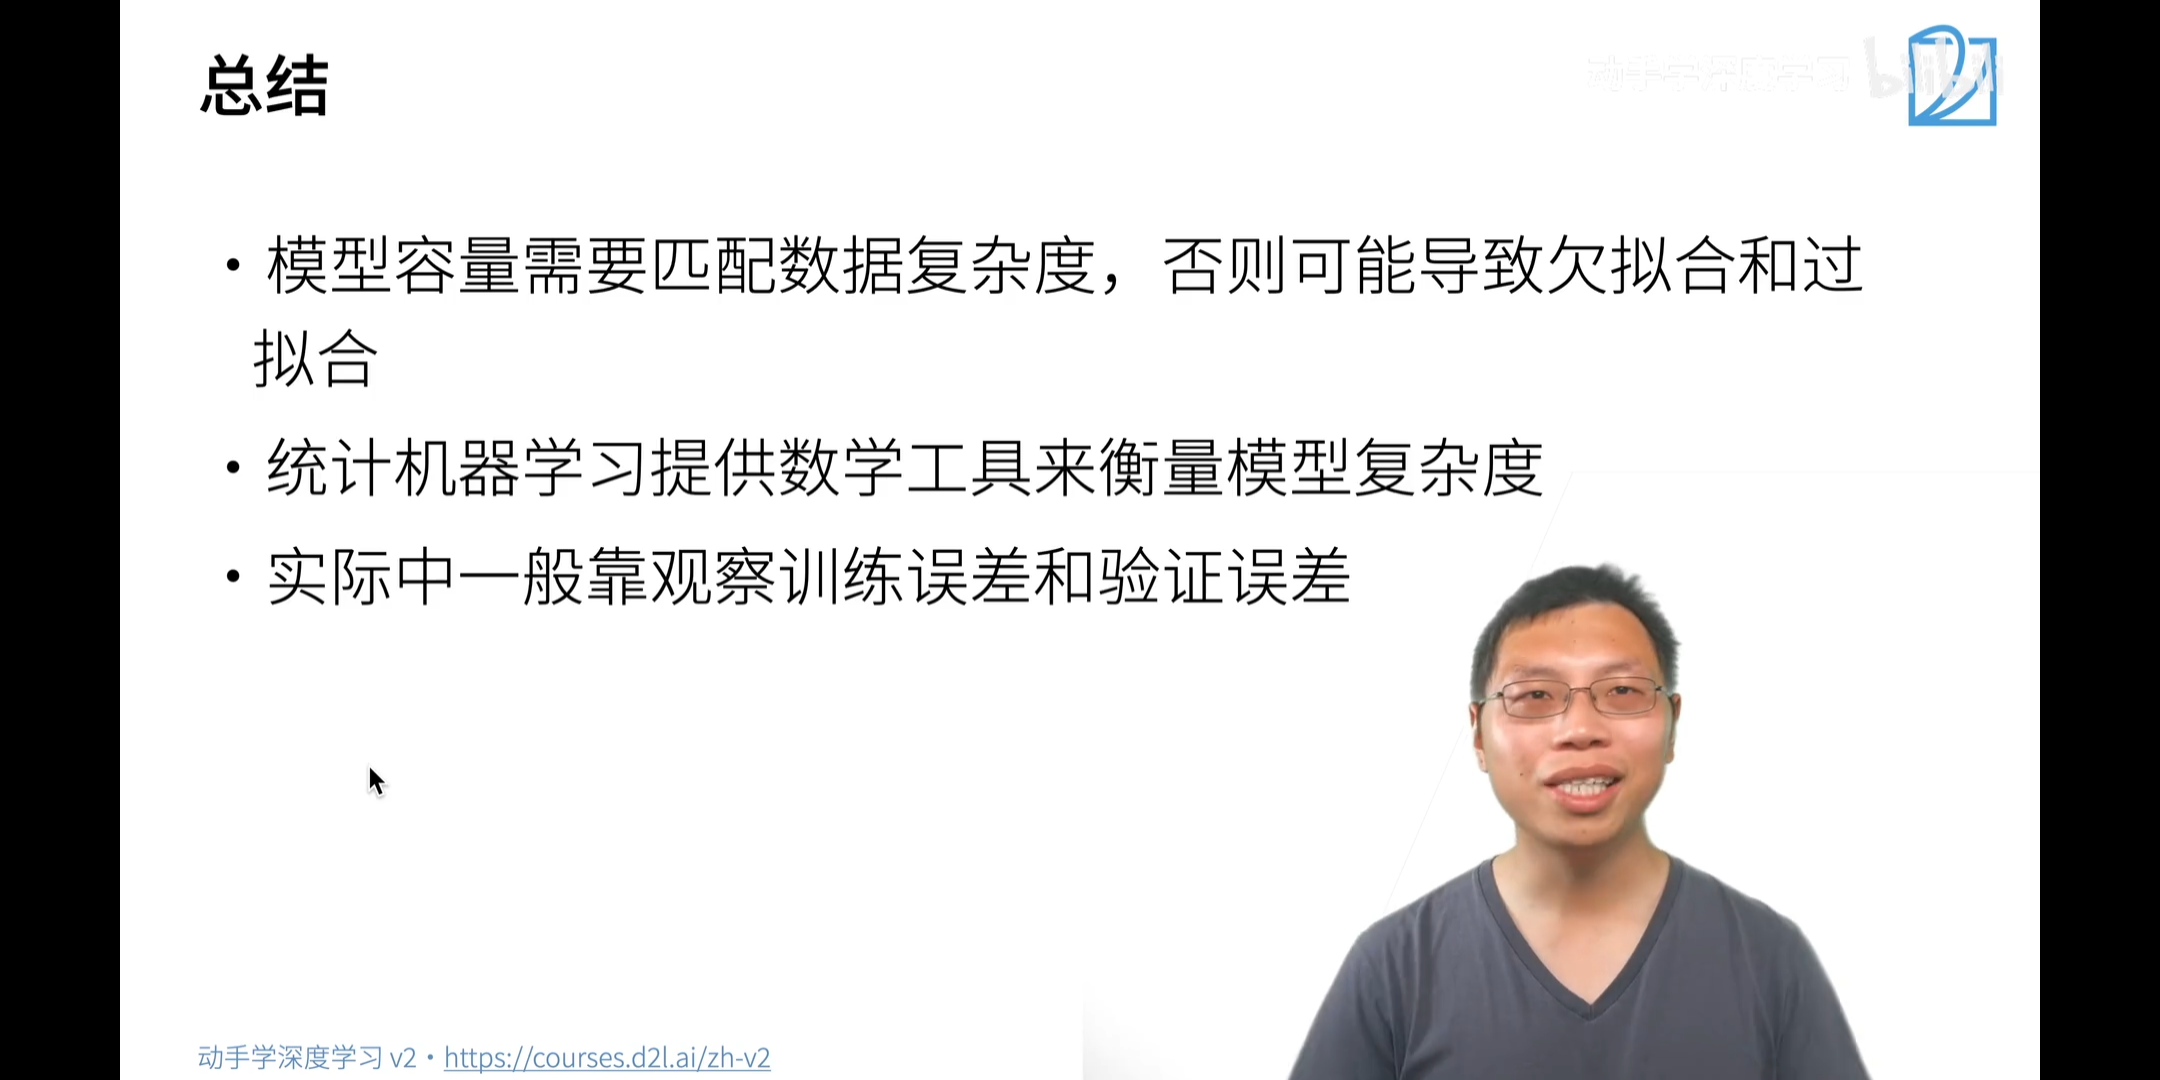 总结
动手学深度学习 bilibili
• 模型容量需要匹配数据复杂度，否则可能导致欠拟合和过
拟合
• 统计机器学习提供数学工具来衡量模型复杂度
• 实际中一般靠观察训练误差和验证误差
动手学深度学习 v2 • https://courses.d2l.ai/zh-v2